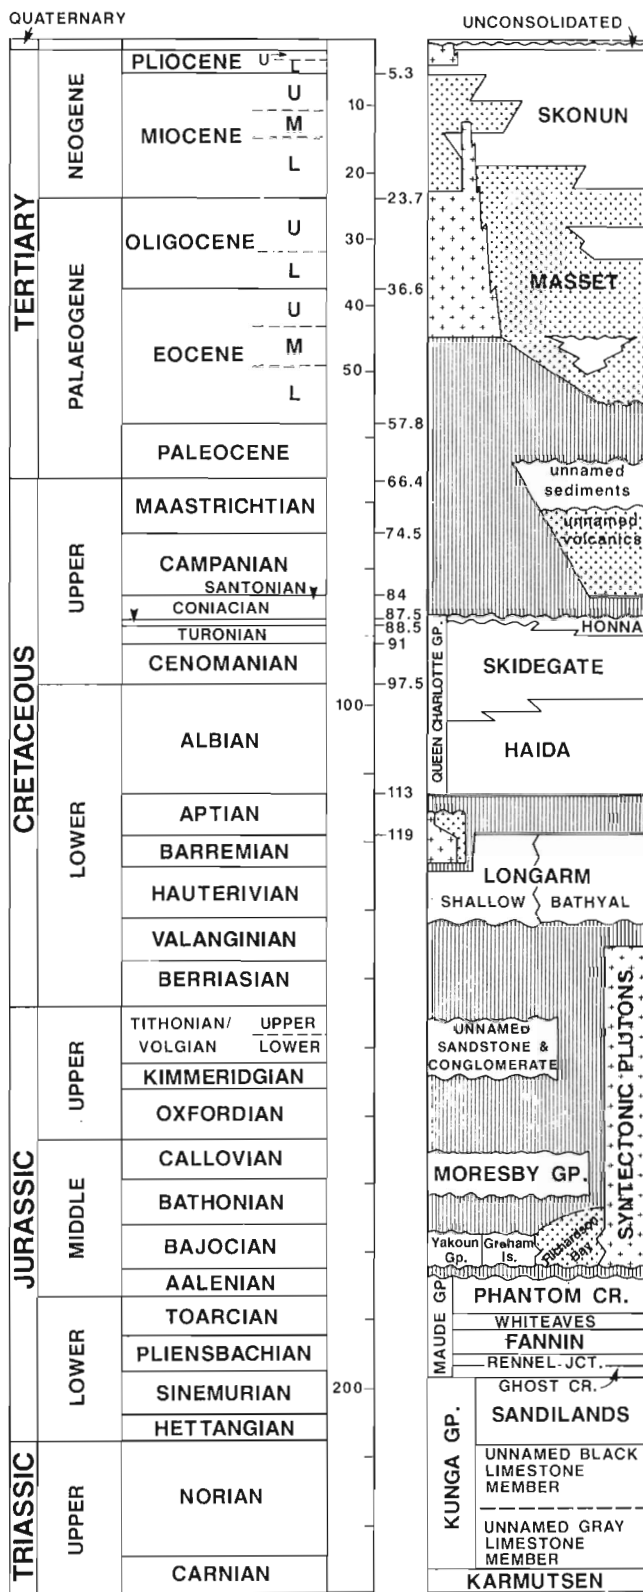 QUATERNARY
UNCONSOLIDATED
PLIOCENE U L
5.3
U
10
NEOGENE
MIOCENE M
SKONUN
L
20
23.7
TERTIARY
OLIGOCENE U
30
L
MASSET
36.6
PALAEOGENE
U
40
EOCENE M
50
L
57.8
PALEOCENE
unnamed
sediments
66.4
MAASTRICHTIAN
unnamed
volcanics
74.5
UPPER
CAMPANIAN
SANTONIAN
84
CONIACIAN
87.5
HONNA
88.5
TURONIAN
91
CENOMANIAN
SKIDEGATE
97.5
QUEEN CHARLOTTE GP.
100
CRETACEOUS
ALBIAN
HAIDA
113
APTIAN
119
LOWER
BARREMIAN
LONGARM
HAUTERIVIAN
SHALLOW BATHYAL
VALANGINIAN
BERRIASIAN
SYNTECTONIC PLUTONS
TITHONIAN/ UPPER
VOLGIAN LOWER
UNNAMED
SANDSTONE &
CONGLOMERATE
UPPER
KIMMERIDGIAN
OXFORDIAN
JURASSIC
CALLOVIAN
MORESBY GP.
MIDDLE
BATHONIAN
BAJOCIAN
Yakoun
Gp.
Graham
Is.
Richardson
Bay
AALENIAN
MAUDE GP.
PHANTOM CR.
TOARCIAN
WHITEAVES
FANNIN
PLIENSBACHIAN
RENNEL JCT.
LOWER
SINEMURIAN
200
GHOST CR.
SANDILANDS
HETTANGIAN
KUNGA GP.
UNNAMED BLACK
LIMESTONE
MEMBER
TRIASSIC
UPPER
NORIAN
UNNAMED GRAY
LIMESTONE
MEMBER
CARNIAN
KARMUTSEN